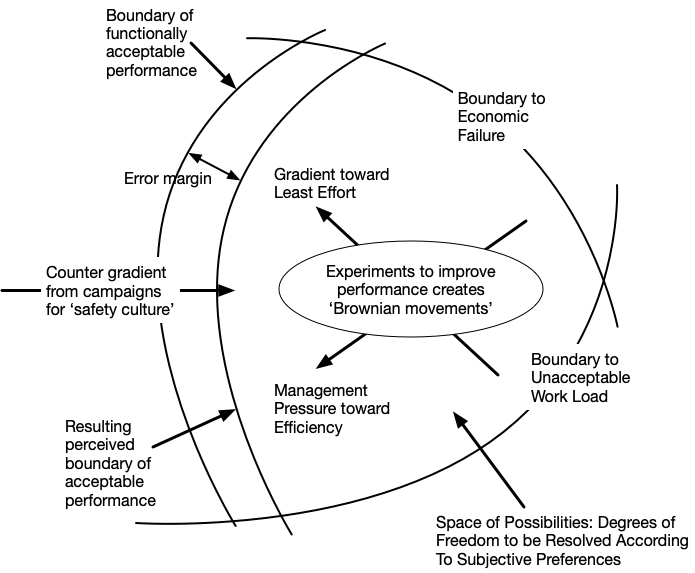 Boundary of
functionally
acceptable
performance
Boundary to
Economic
Failure
Error margin
Gradient toward
Least Effort
Counter gradient
from campaigns
for ‘safety culture’
Experiments to improve
performance creates
‘Brownian movements’
Boundary to
Unacceptable
Work Load
Management
Pressure toward
Efficiency
Resulting
perceived
boundary of
acceptable
performance
Space of Possibilities: Degrees of
Freedom to be Resolved According
To Subjective Preferences